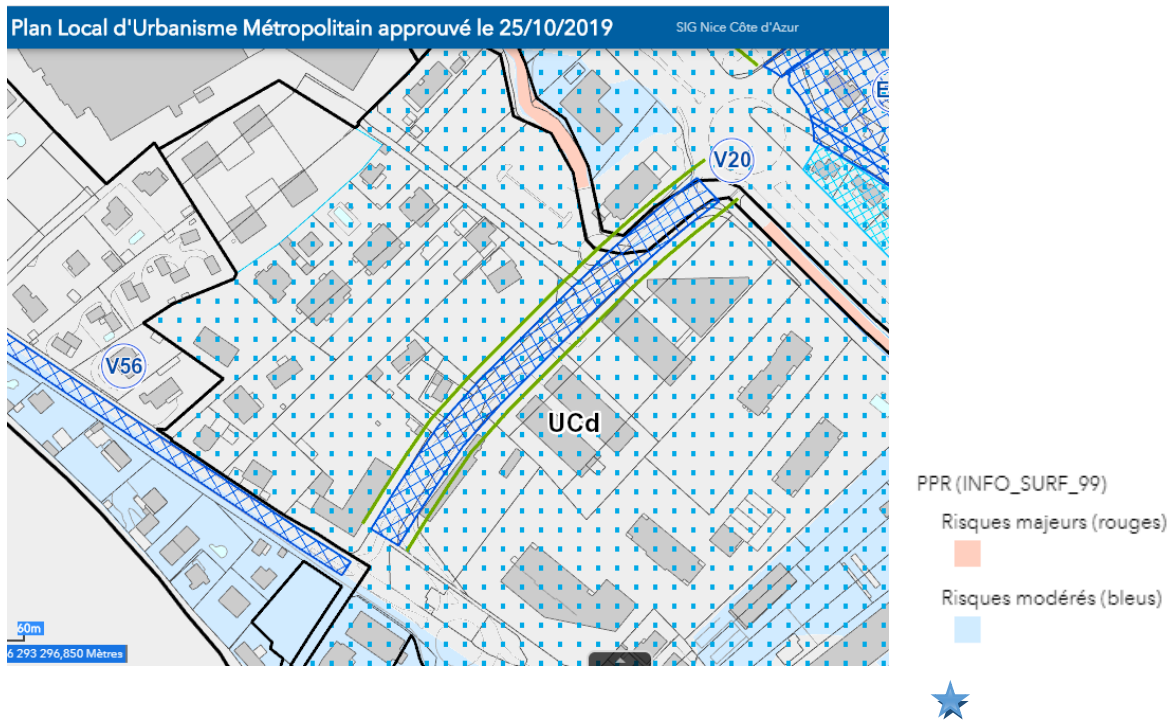 Plan Local d'Urbanisme Métropolitain approuvé le 25/10/2019
SIG Nice Côte d'Azur
E
V20
V56
UCd
PPR (INFO_SURF_99)
Risques majeurs (rouges)
Risques modérés (bleus)
60m
6 293 296,850 Mètres